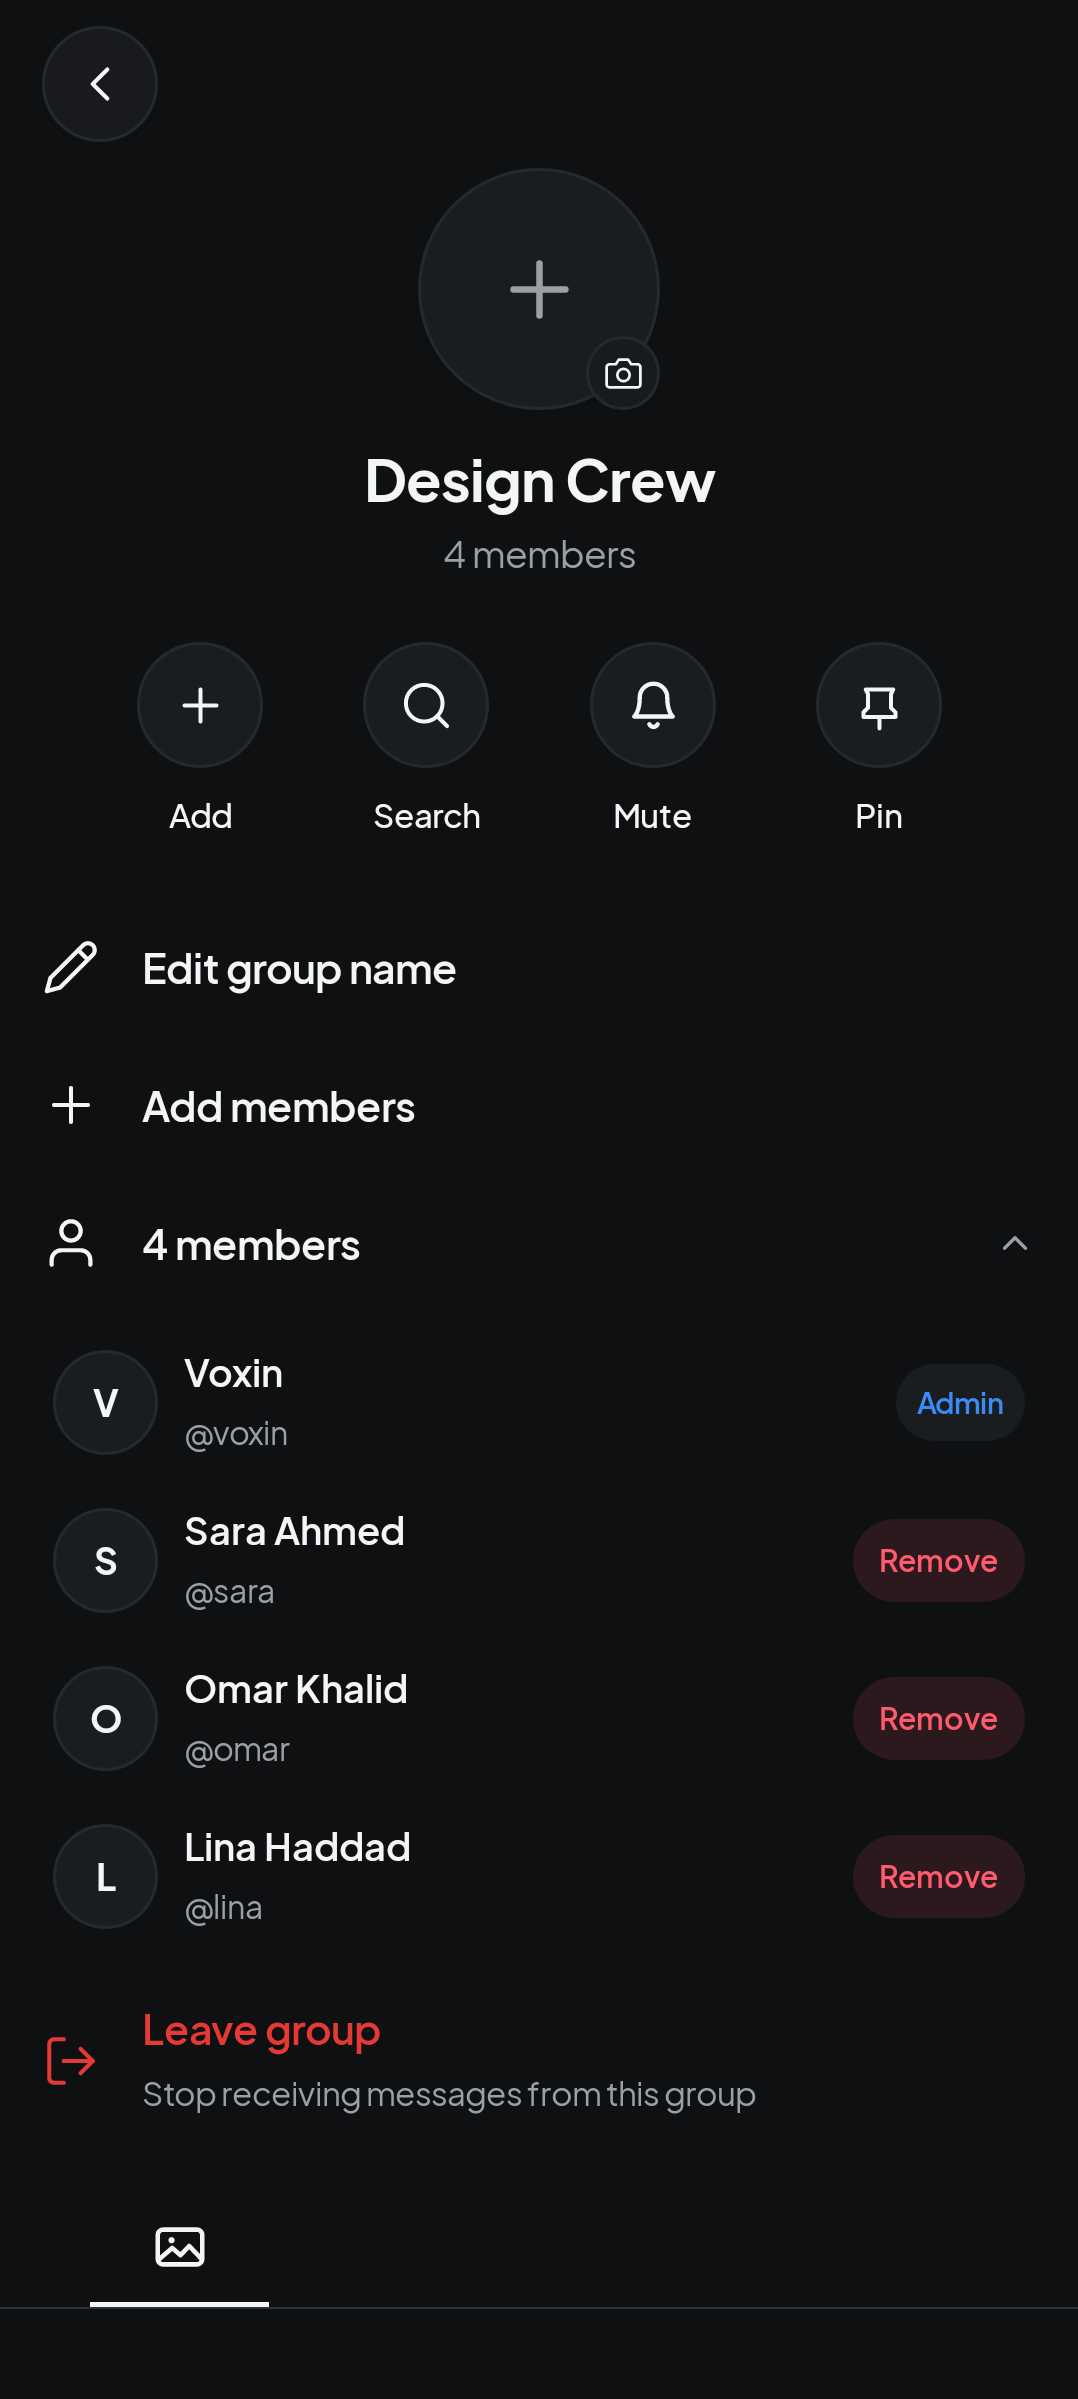 Design Crew
4 members
Add
Search
Mute
Pin
Edit group name
Add members
4 members
V
Voxin
@voxin
Admin
S
Sara Ahmed
@sara
Remove
O
Omar Khalid
@omar
Remove
L
Lina Haddad
@lina
Remove
Leave group
Stop receiving messages from this group